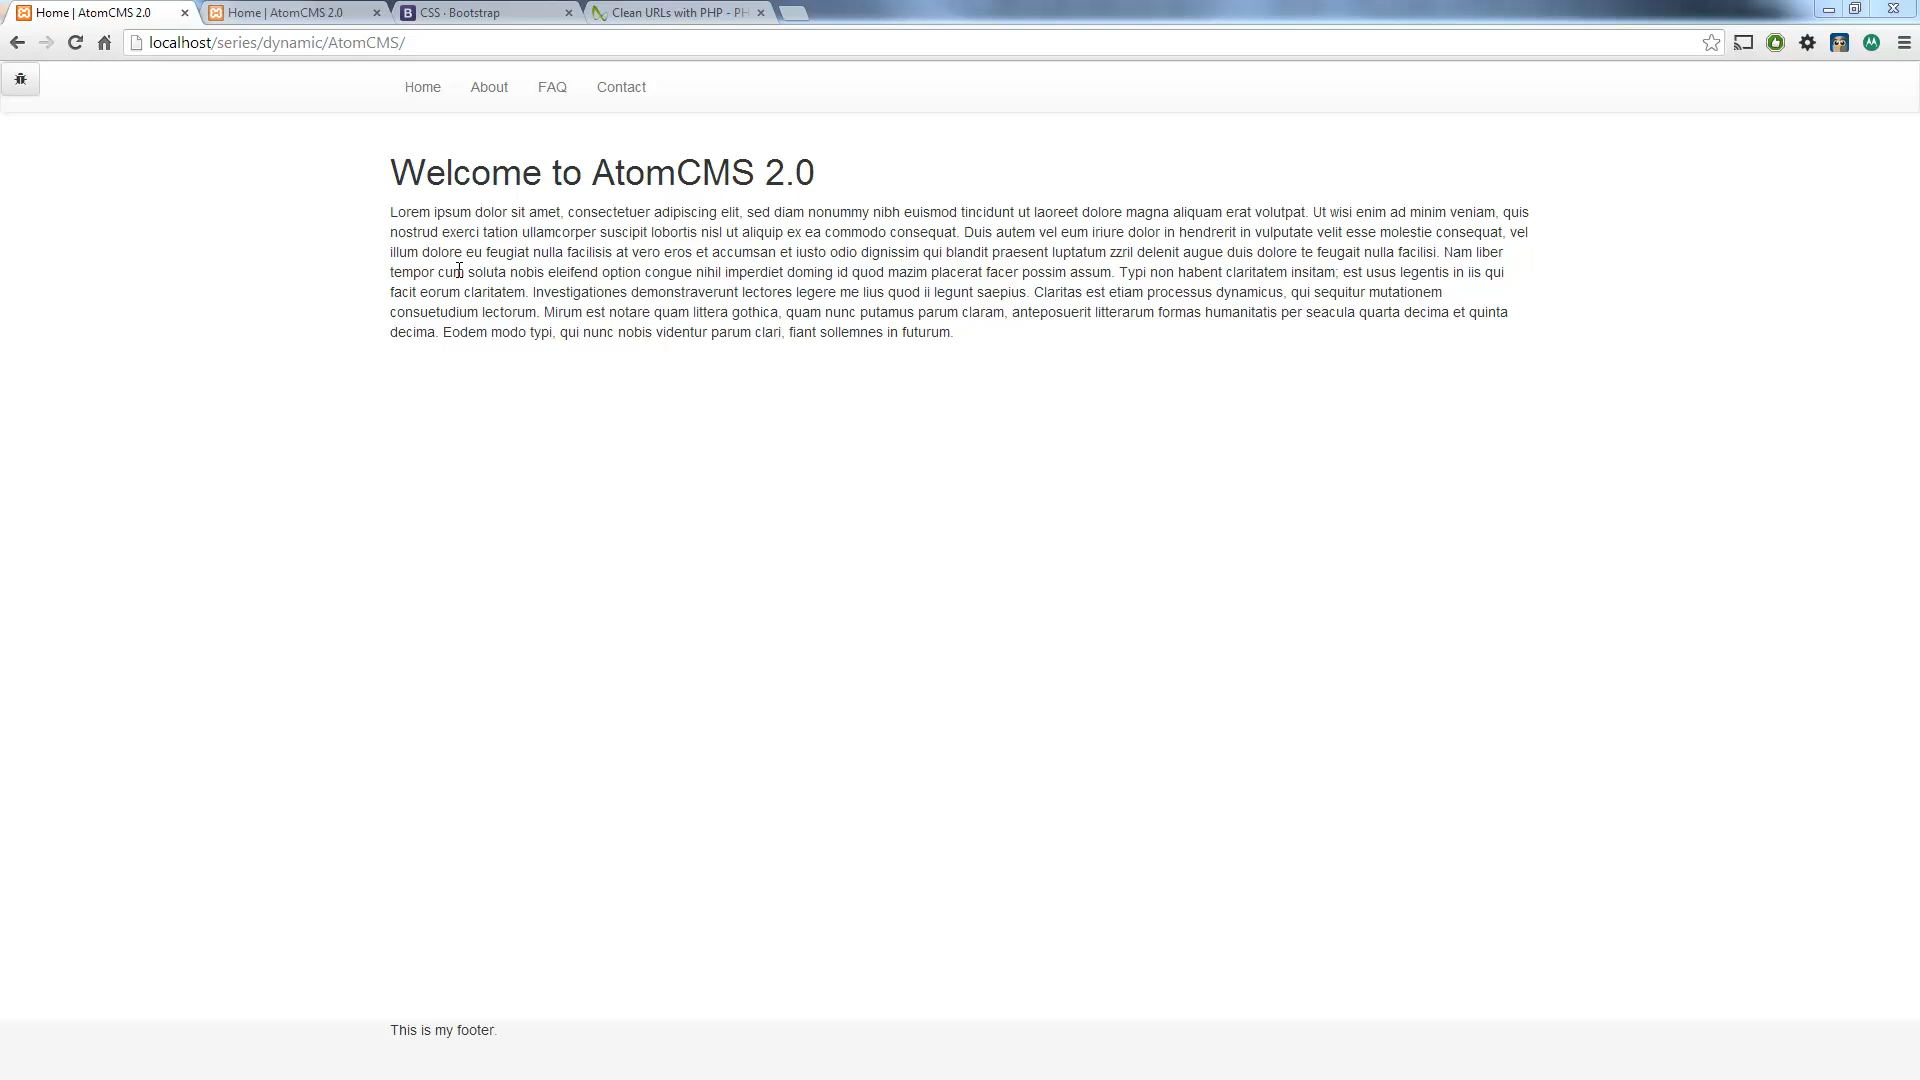 Home | AtomCMS 2.0
Home | AtomCMS 2.0
CSS · Bootstrap
Clean URLs with PHP - PH
localhost/series/dynamic/AtomCMS/
Home About FAQ Contact
Welcome to AtomCMS 2.0
Lorem ipsum dolor sit amet, consectetuer adipiscing elit, sed diam nonummy nibh euismod tincidunt ut laoreet dolore magna aliquam erat volutpat. Ut wisi enim ad minim veniam, quis
nostrud exerci tation ullamcorper suscipit lobortis nisl ut aliquip ex ea commodo consequat. Duis autem vel eum iriure dolor in hendrerit in vulputate velit esse molestie consequat, vel
illum dolore eu feugiat nulla facilisis at vero eros et accumsan et iusto odio dignissim qui blandit praesent luptatum zzril delenit augue duis dolore te feugait nulla facilisi. Nam liber
tempor cum soluta nobis eleifend option congue nihil imperdiet doming id quod mazim placerat facer possim assum. Typi non habent claritatem insitam; est usus legentis in iis qui
facit eorum claritatem. Investigationes demonstraverunt lectores legere me lius quod ii legunt saepius. Claritas est etiam processus dynamicus, qui sequitur mutationem
consuetudium lectorum. Mirum est notare quam littera gothica, quam nunc putamus parum claram, anteposuerit litterarum formas humanitatis per seacula quarta decima et quinta
decima. Eodem modo typi, qui nunc nobis videntur parum clari, fiant sollemnes in futurum.
This is my footer.